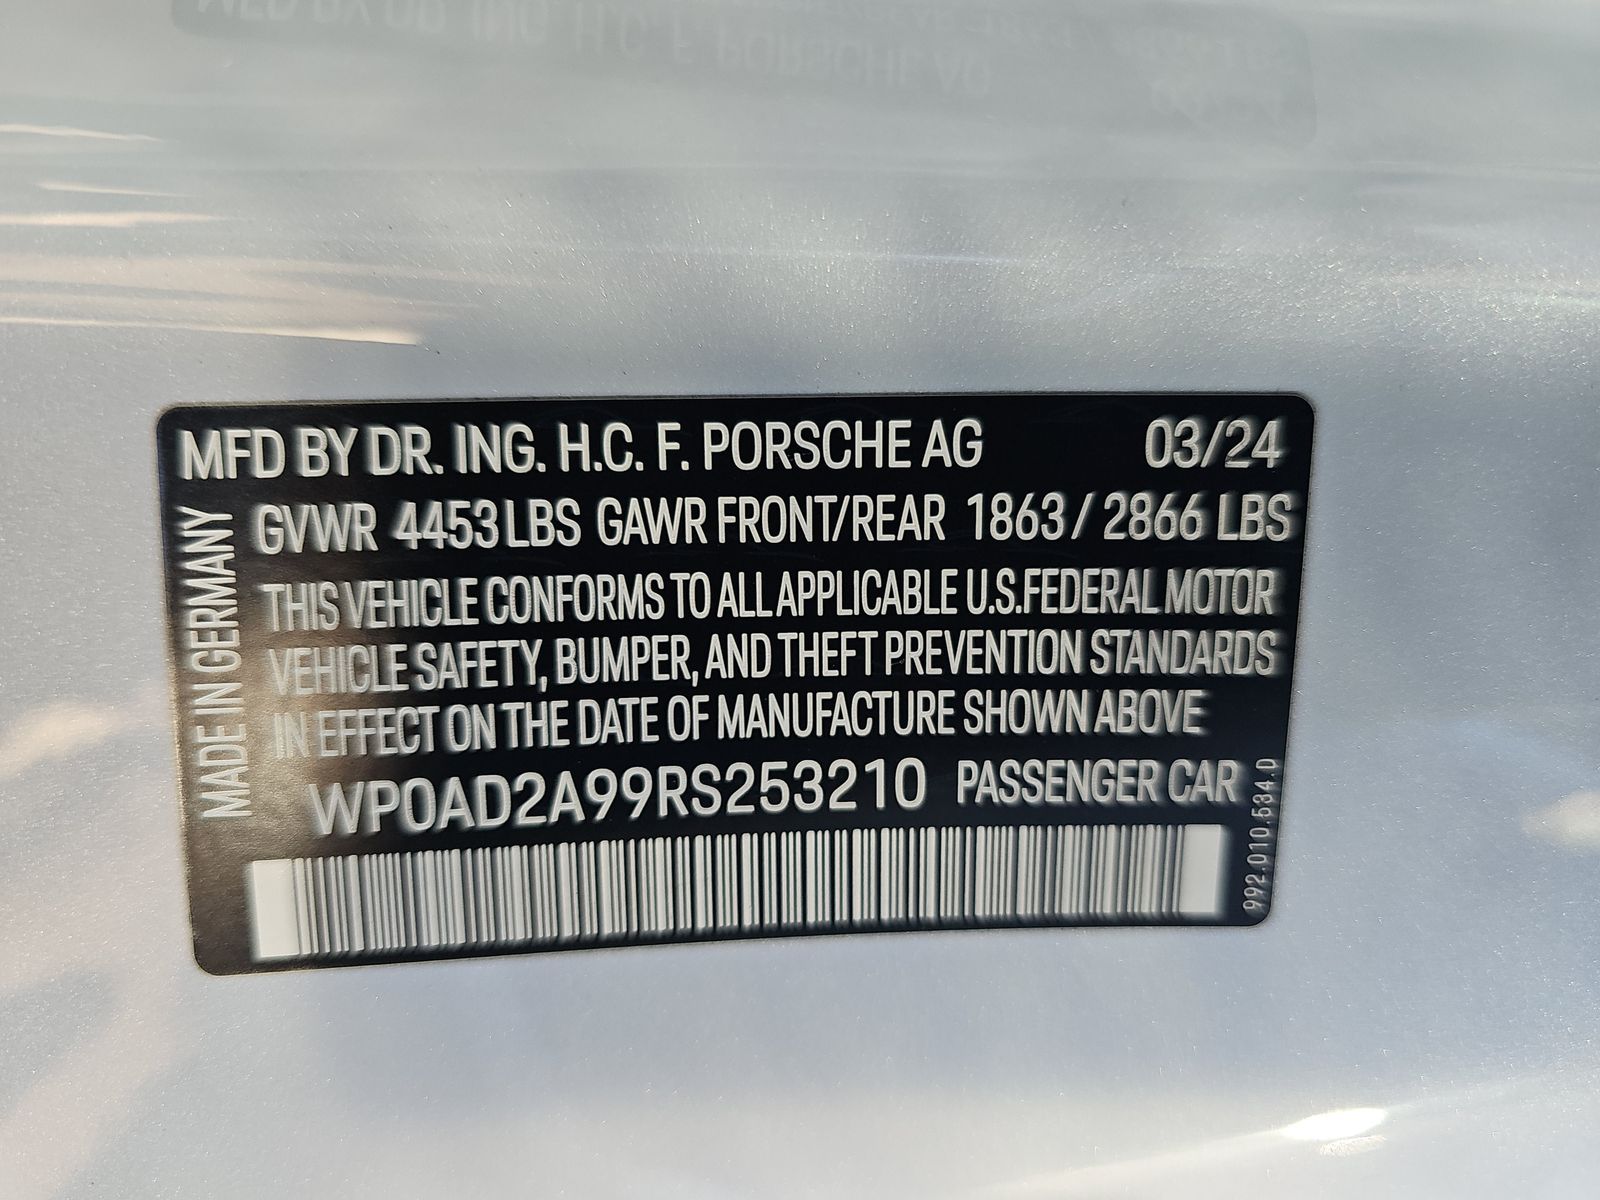 MFD BY DR. ING. H.C. F. PORSCHE AG 03/24
GVWR 4453 LBS GAWR FRONT/REAR 1863 / 2866 LBS
THIS VEHICLE CONFORMS TO ALL APPLICABLE U.S.FEDERAL MOTOR
VEHICLE SAFETY, BUMPER, AND THEFT PREVENTION STANDARDS
IN EFFECT ON THE DATE OF MANUFACTURE SHOWN ABOVE
WP0AD2A99RS253210 PASSENGER CAR
MADE IN GERMANY
992.010.534.D